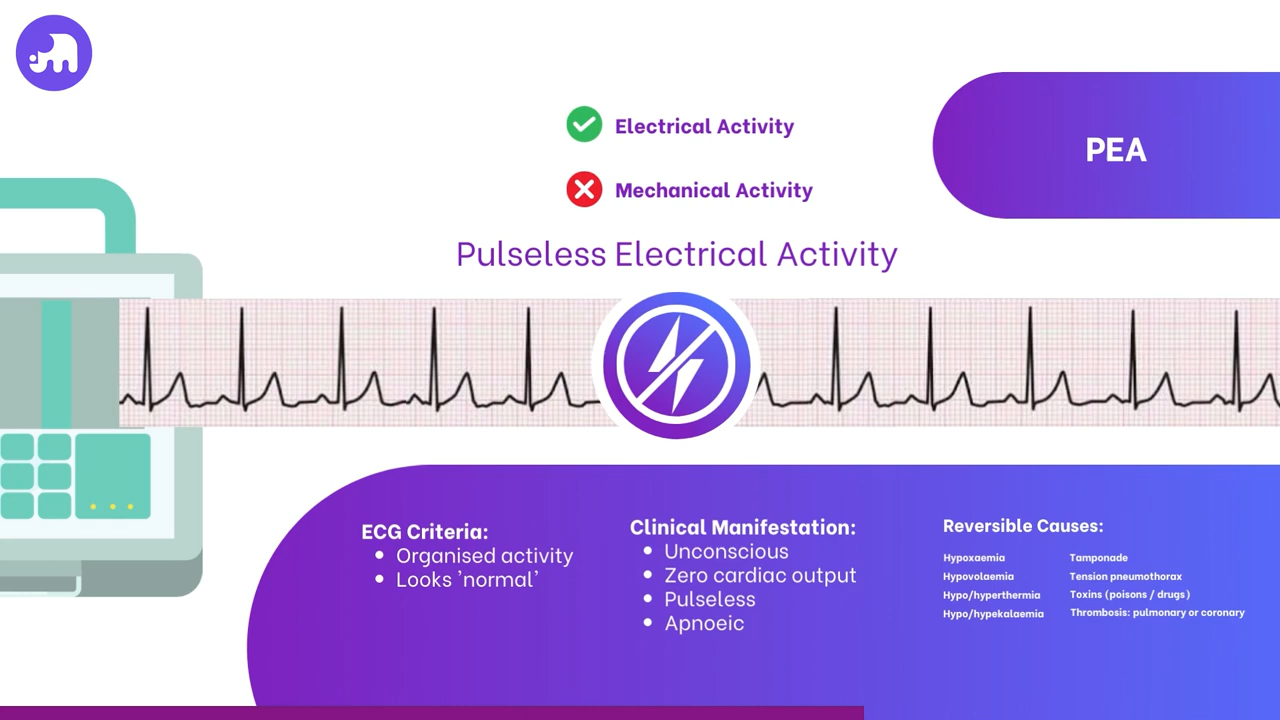 Electrical Activity
PEA
Mechanical Activity
Pulseless Electrical Activity
ECG Criteria:
• Organised activity
• Looks 'normal'
Clinical Manifestation:
• Unconscious
• Zero cardiac output
• Pulseless
• Apnoeic
Reversible Causes:
Hypoxaemia
Hypovolaemia
Hypo/hyperthermia
Hypo/hypekalaemia
Tamponade
Tension pneumothorax
Toxins (poisons / drugs)
Thrombosis: pulmonary or coronary